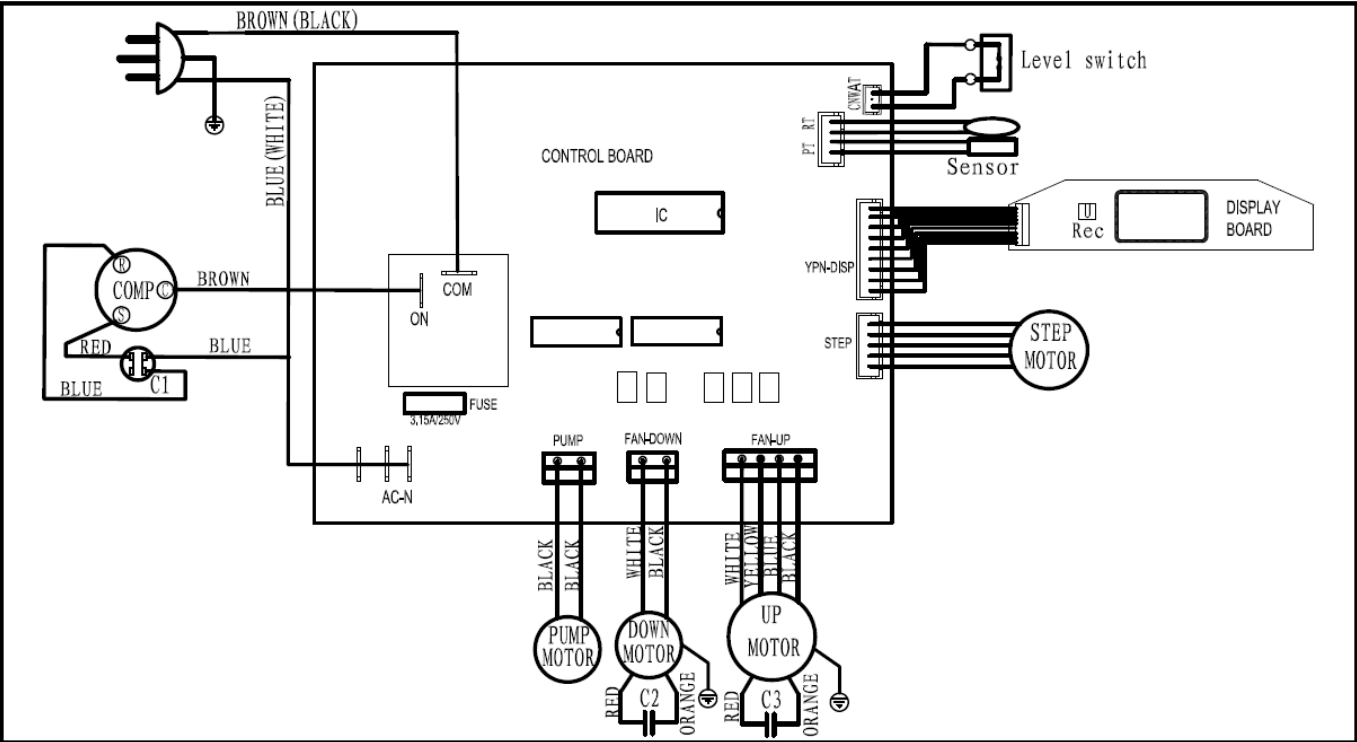 BROWN (BLACK)
BLUE (WHITE)
Level switch
CNWAT
RT
PT
Sensor
CONTROL BOARD
IC
U
Rec
DISPLAY
BOARD
YPN-DISP
R
COMP
C
S
BROWN
COM
ON
RED
BLUE
C1
BLUE
STEP
STEP
MOTOR
FUSE
3.15A/250V
PUMP
FAN-DOWN
FAN-UP
AC-N
BLACK
BLACK
WHITE
BLACK
WHITE
YELLOW
BLUE
BLACK
PUMP
MOTOR
DOWN
MOTOR
UP
MOTOR
RED
C2
ORANGE
RED
C3
ORANGE